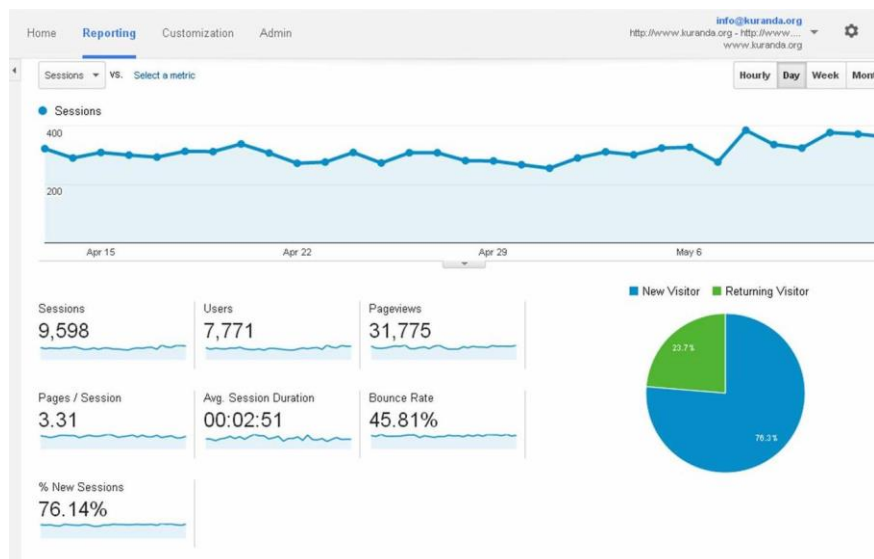 info@kuranda.org
Home Reporting Customization Admin
http://www.kuranda.org - http://www....
www.kuranda.org
Sessions VS. Select a metric
Hourly Day Week Mont
Sessions
400
200
Apr 15 Apr 22 Apr 29 May 6
New Visitor Returning Visitor
Sessions Users Pageviews
9,598 7,771 31,775
23.7%
Pages / Session Avg. Session Duration Bounce Rate
3.31 00:02:51 45.81%
76.3%
% New Sessions
76.14%